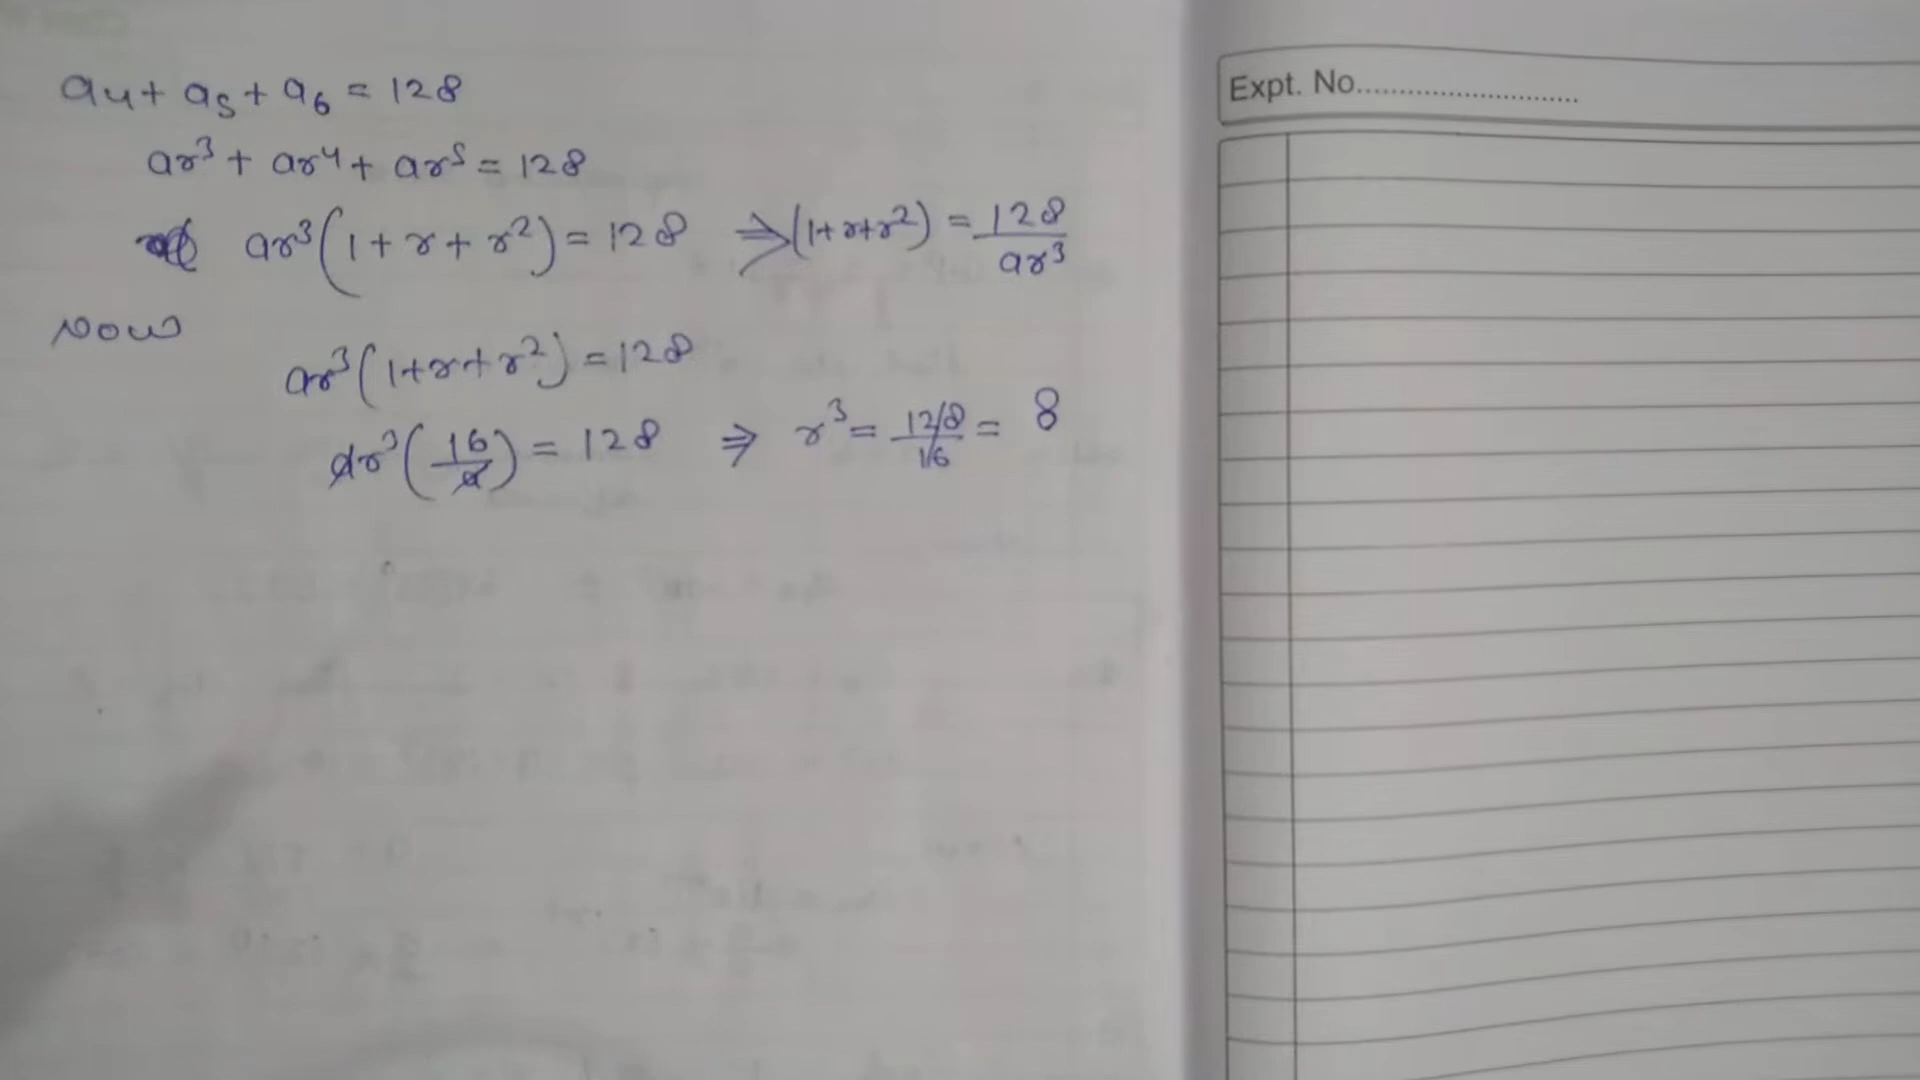 a4 + a5 + a6 = 128
ar³ + ar⁴ + ar⁵ = 128
ar³(1 + r + r²) = 128 ⇒ (1+r+r²) = 128/ar³
Now
ar³(1+r+r²) = 128
ar³(16/a) = 128 ⇒ r³ = 128/16 = 8
Expt. No...........................